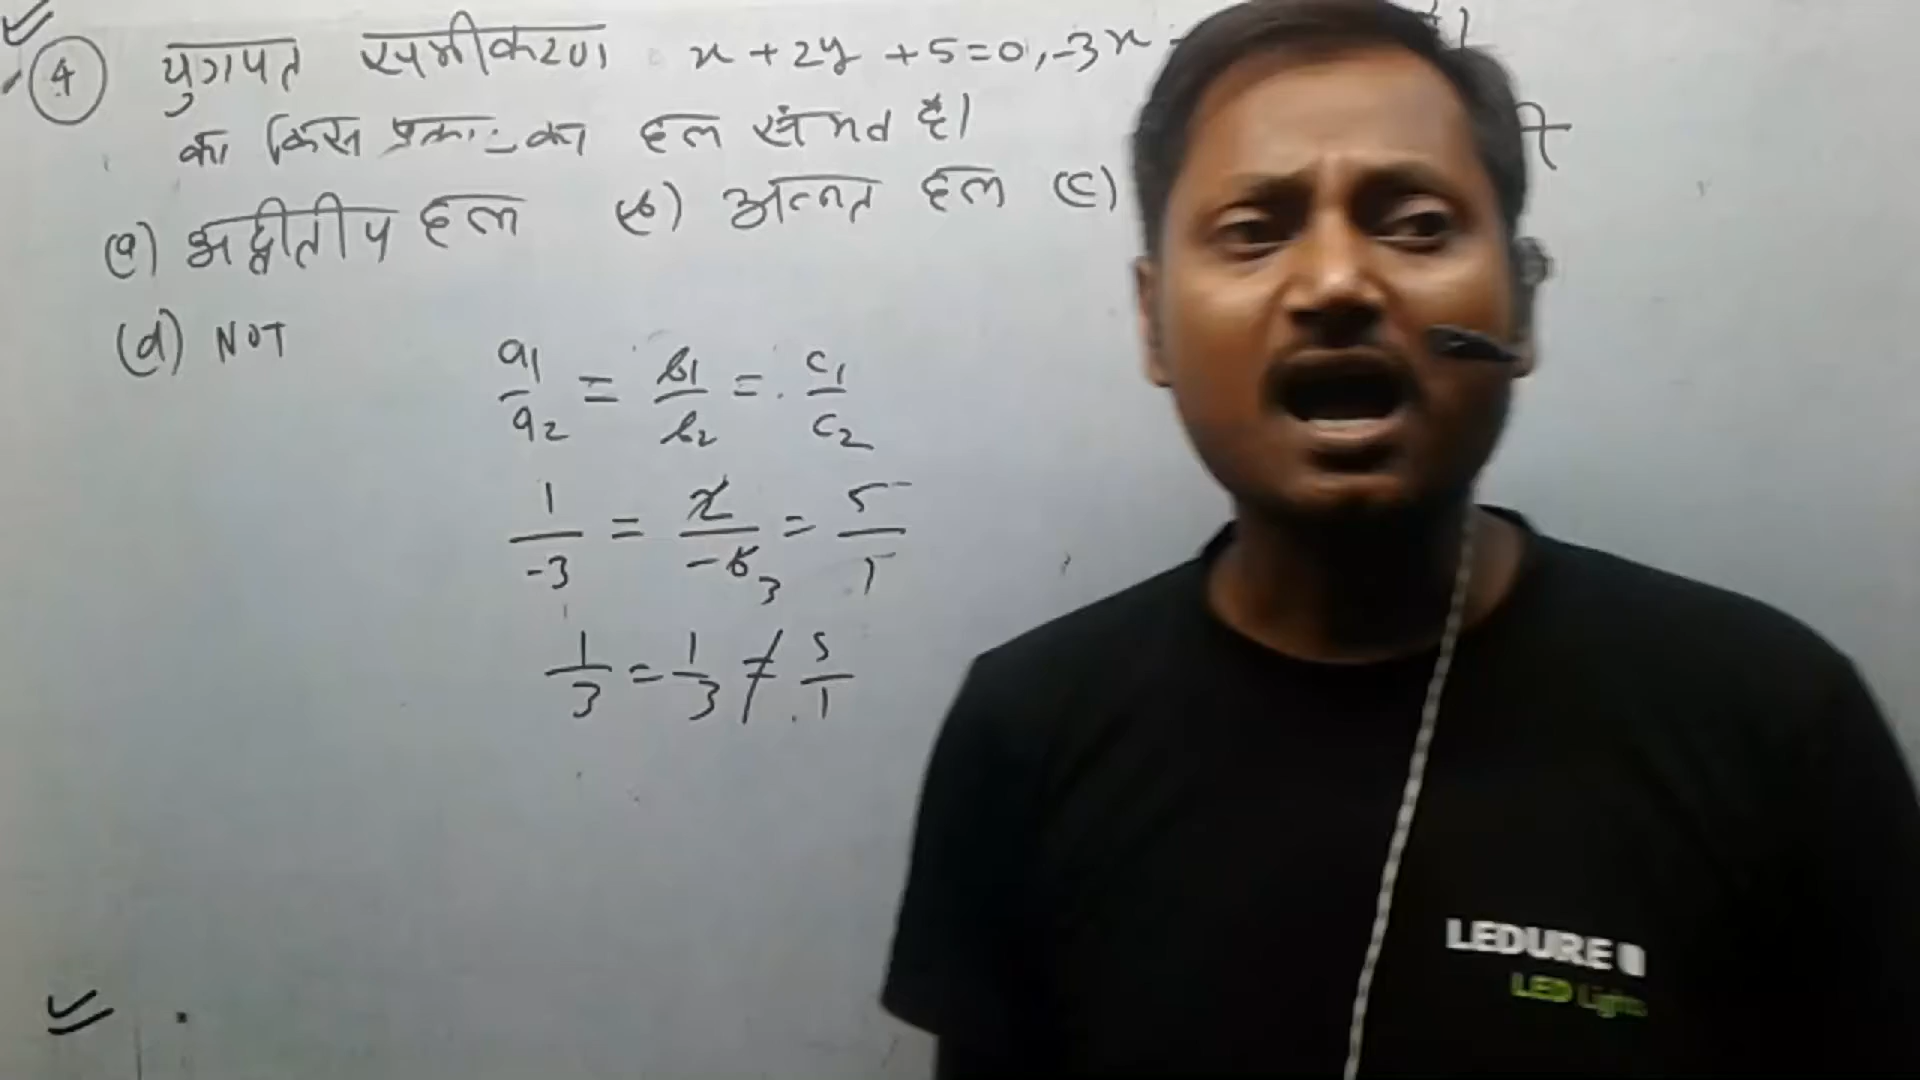 4 युगपत समीकरण x + 2y + 5 = 0, -3x
का किस प्रकार का हल संभव है।
(a) अद्वीतीय हल (b) अनन्त हल (c)
(d) NOT
a1/a2 = b1/b2 = c1/c2
1/-3 = 2/-6 3 = 5/1
1/3 = 1/3 ≠ 5/1
LEDURE
LED Lights